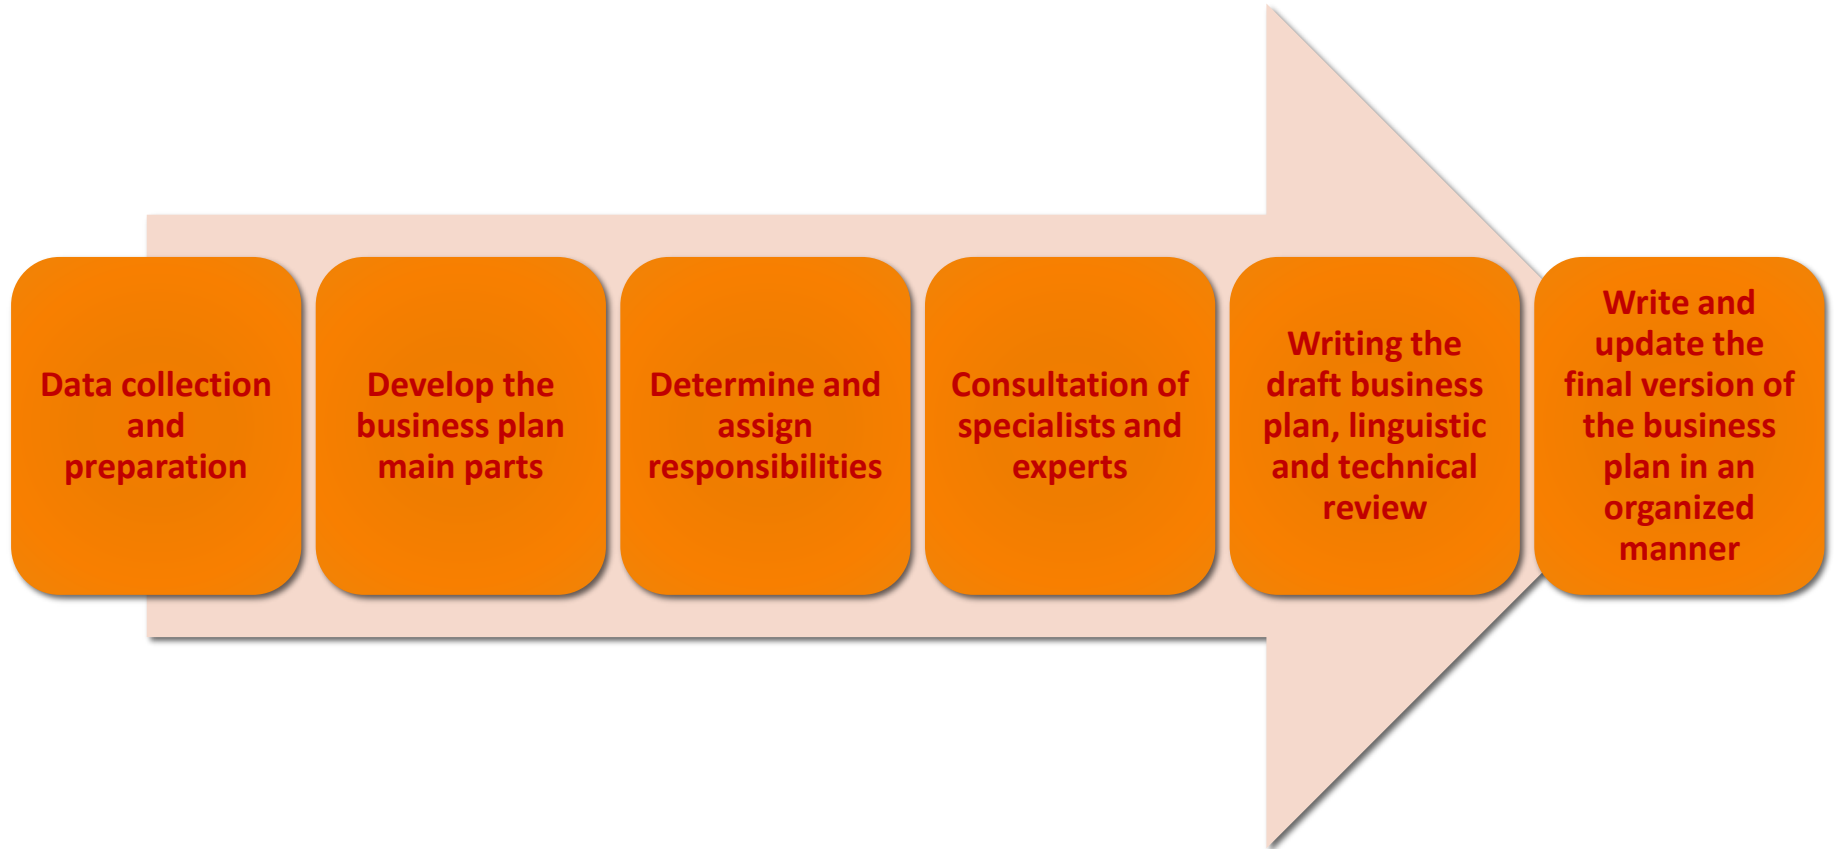 Data collection
and
preparation
Develop the
business plan
main parts
Determine and
assign
responsibilities
Consultation of
specialists and
experts
Writing the
draft business
plan, linguistic
and technical
review
Write and
update the
final version of
the business
plan in an
organized
manner